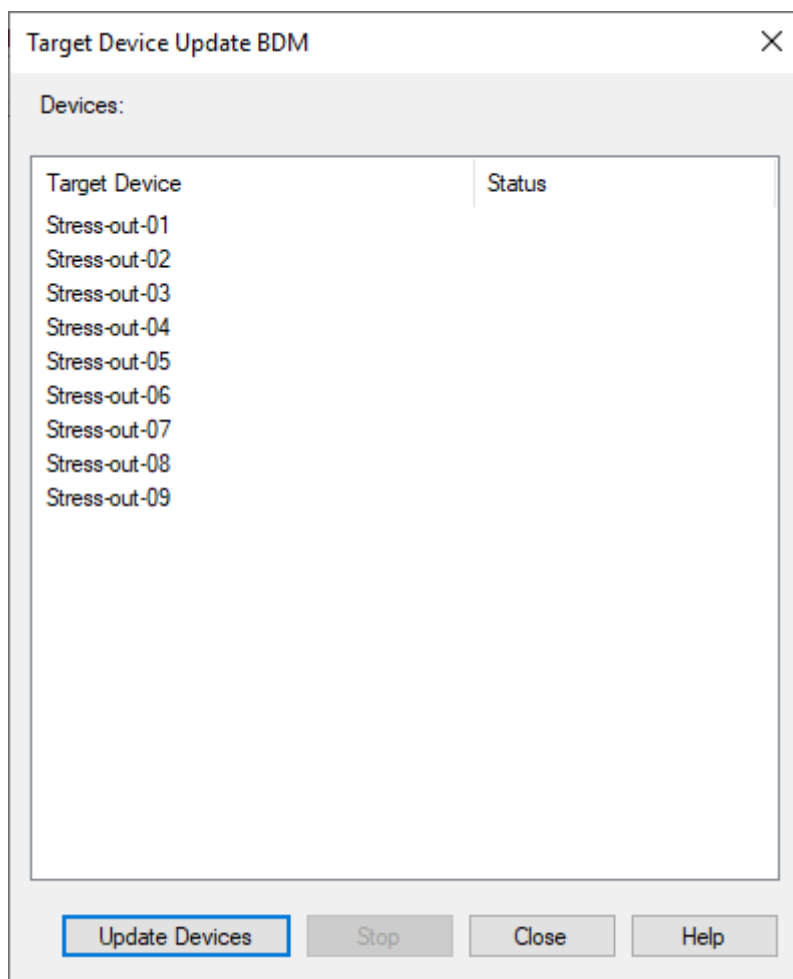 Target Device Update BDM
Devices:
Target Device Status
Stress-out-01
Stress-out-02
Stress-out-03
Stress-out-04
Stress-out-05
Stress-out-06
Stress-out-07
Stress-out-08
Stress-out-09
Update Devices Stop Close Help